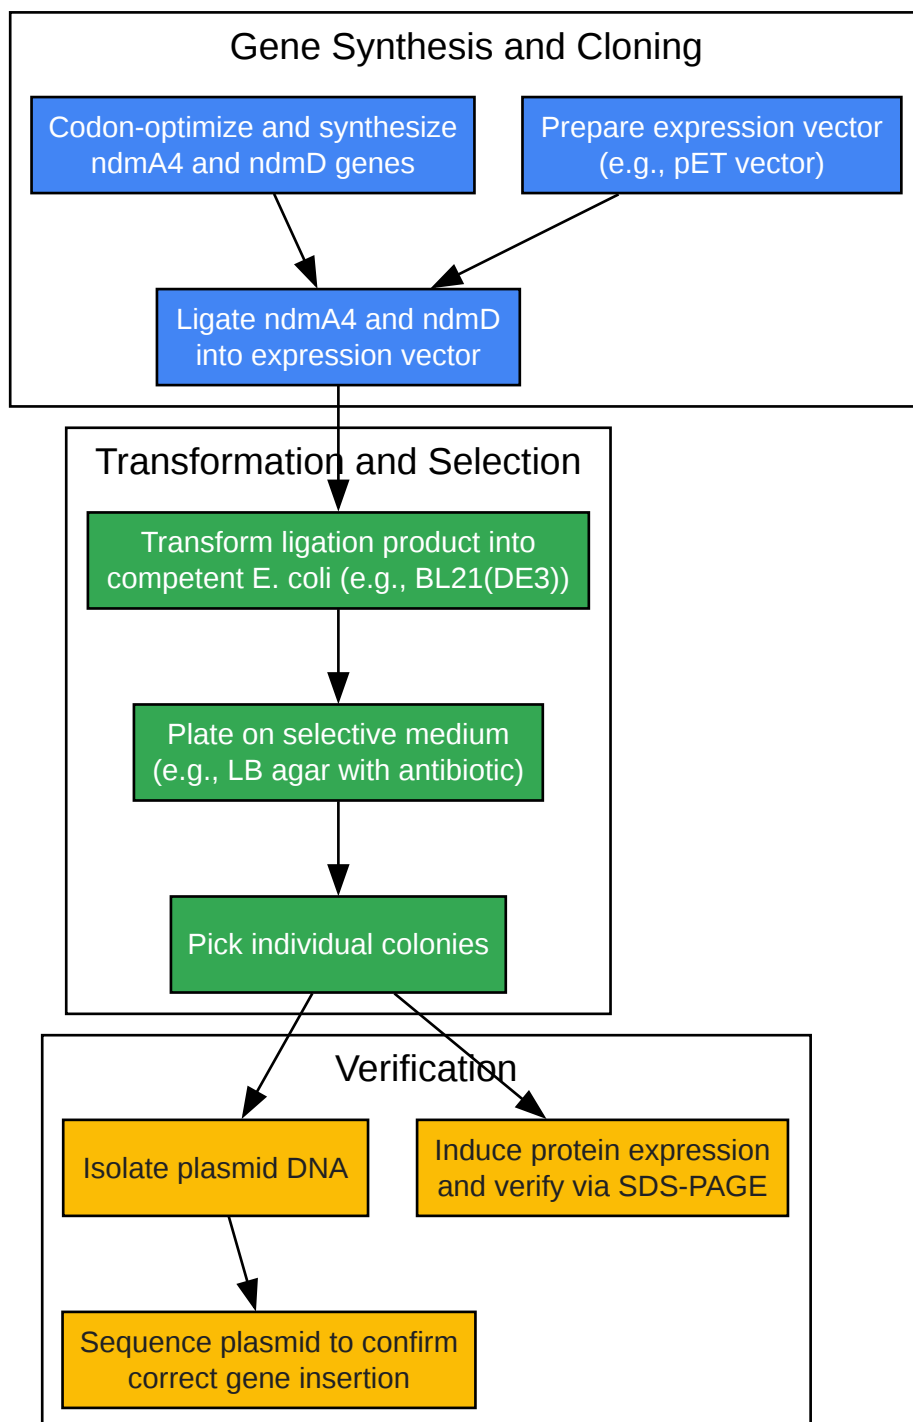 Gene Synthesis and Cloning
Codon-optimize and synthesize
ndmA4 and ndmD genes
Prepare expression vector
(e.g., pET vector)
Ligate ndmA4 and ndmD
into expression vector
Transformation and Selection
Transform ligation product into
competent E. coli (e.g., BL21(DE3))
Plate on selective medium
(e.g., LB agar with antibiotic)
Pick individual colonies
Verification
Isolate plasmid DNA
Induce protein expression
and verify via SDS-PAGE
Sequence plasmid to confirm
correct gene insertion